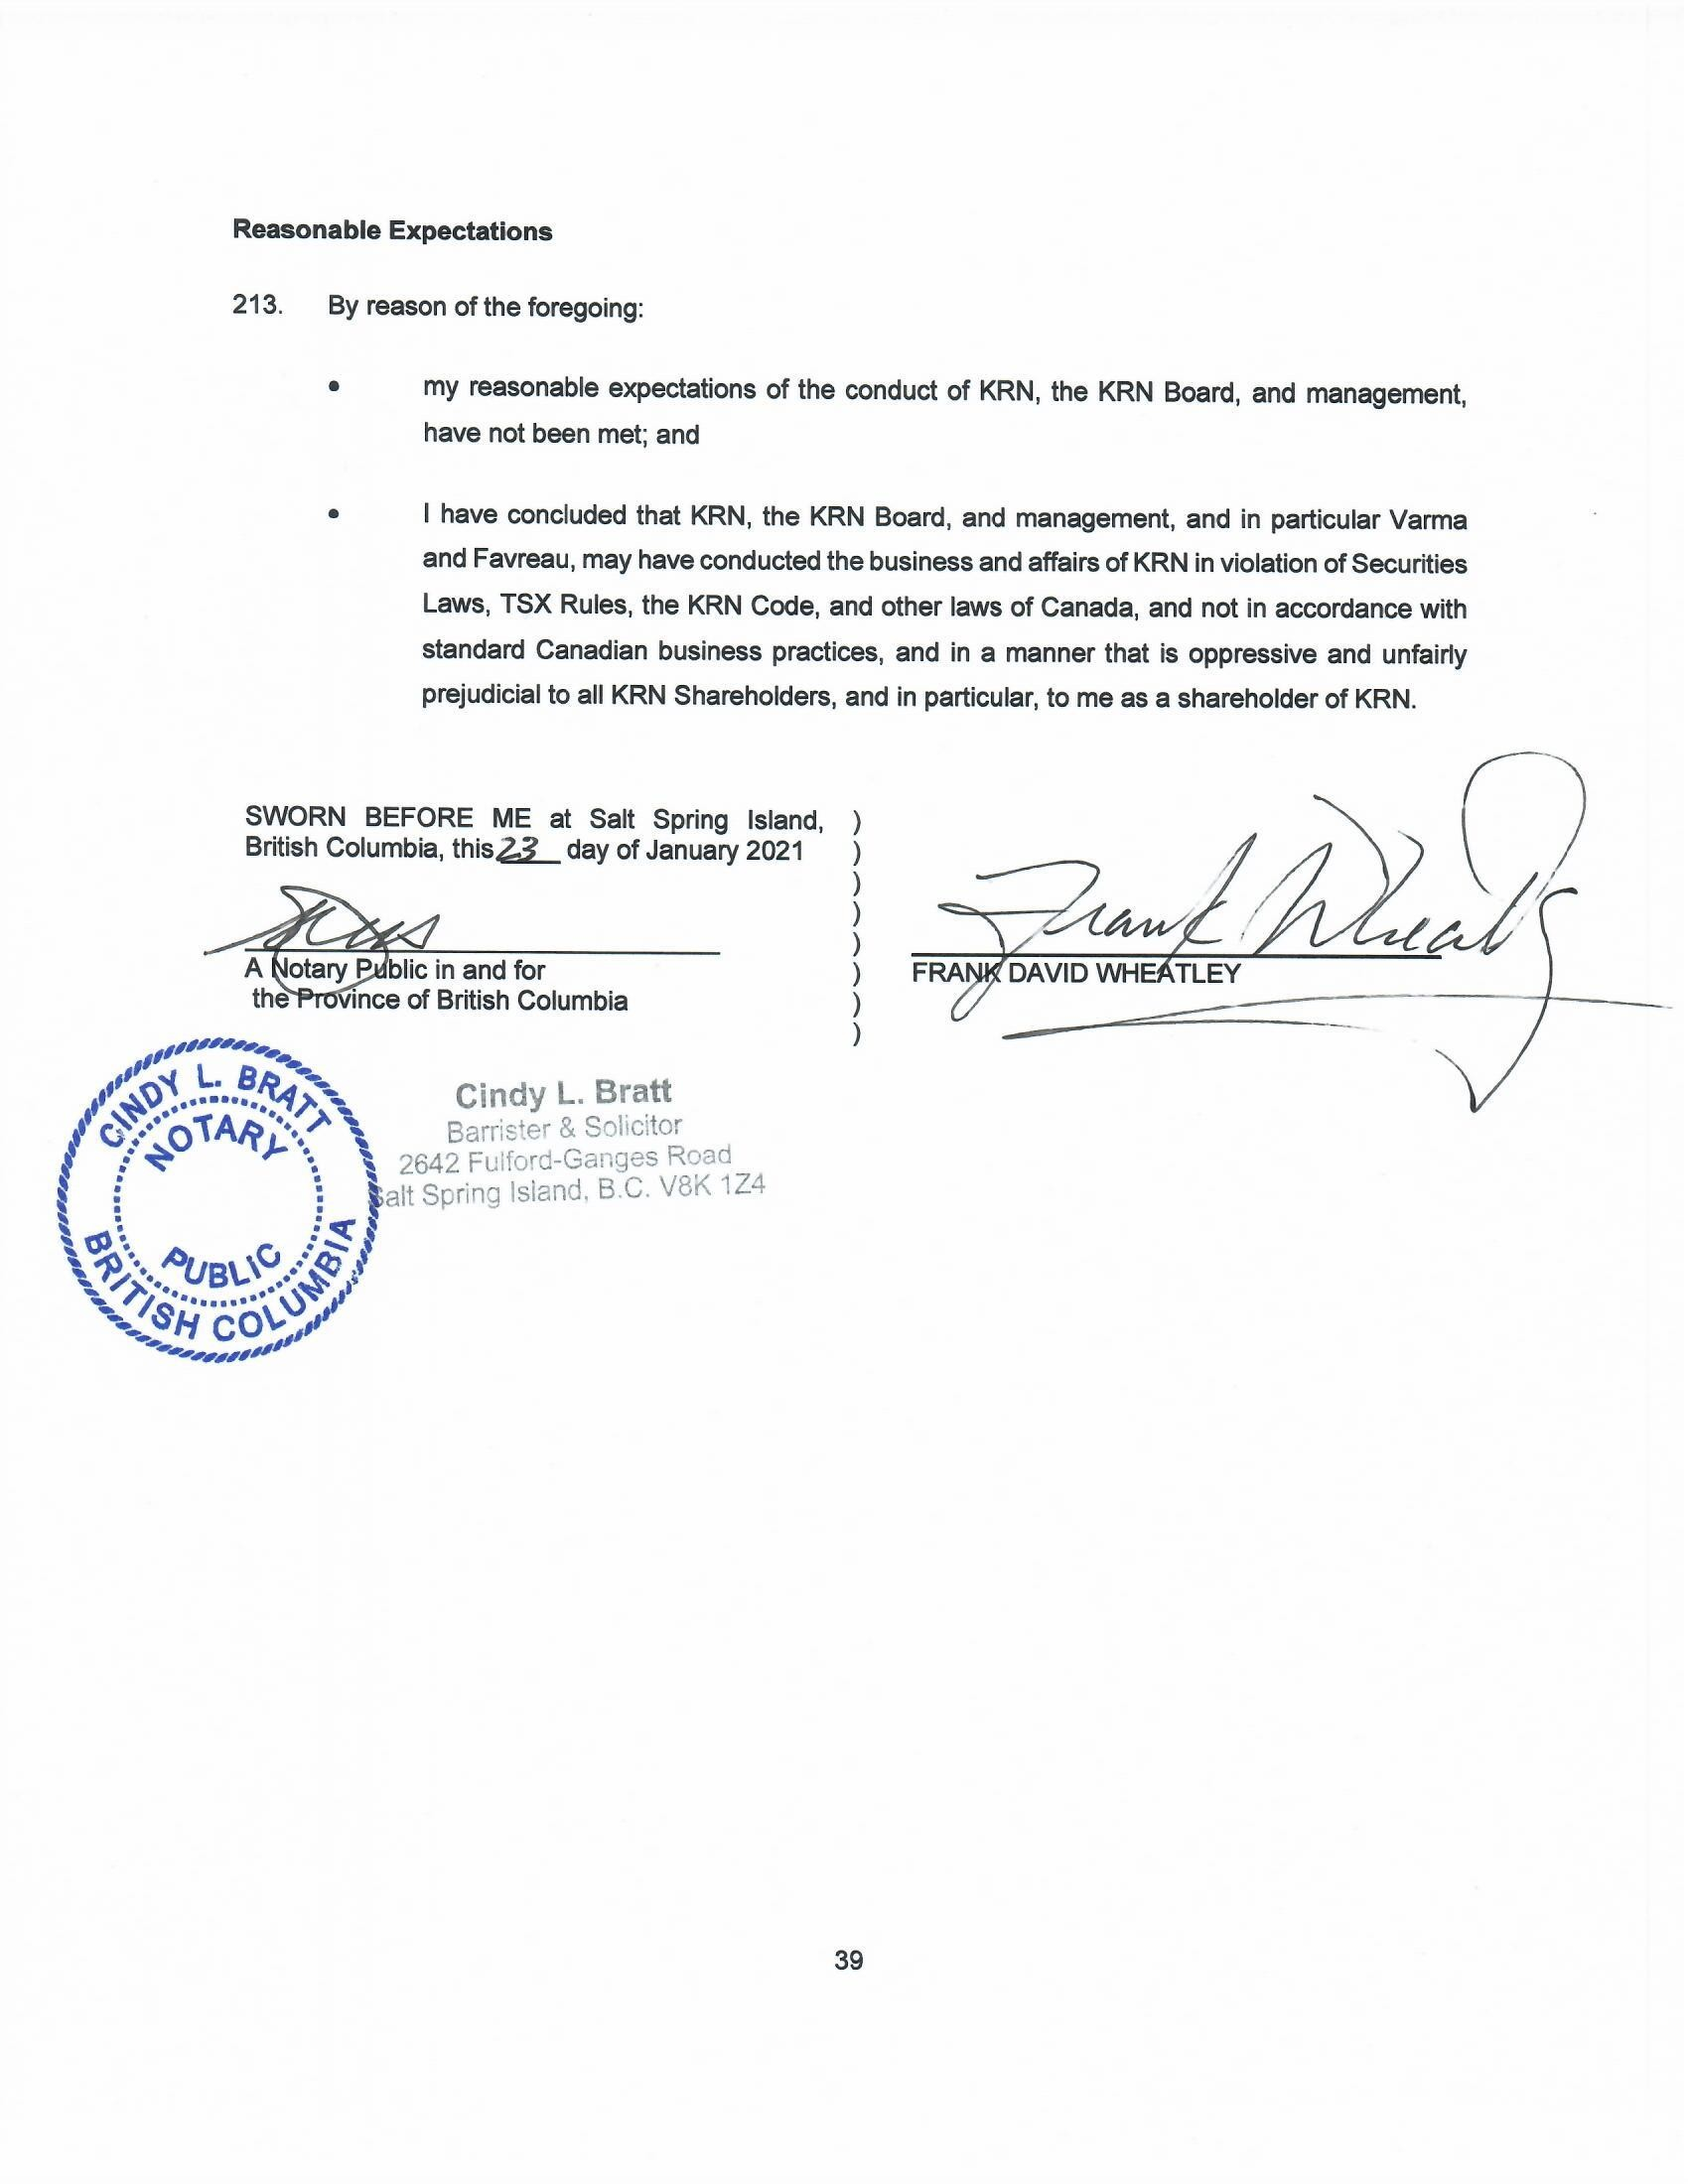 Reasonable Expectations
213. By reason of the foregoing:
• my reasonable expectations of the conduct of KRN, the KRN Board, and management,
have not been met; and
• I have concluded that KRN, the KRN Board, and management, and in particular Varma
and Favreau, may have conducted the business and affairs of KRN in violation of Securities
Laws, TSX Rules, the KRN Code, and other laws of Canada, and not in accordance with
standard Canadian business practices, and in a manner that is oppressive and unfairly
prejudicial to all KRN Shareholders, and in particular, to me as a shareholder of KRN.
SWORN BEFORE ME at Salt Spring Island, )
British Columbia, this 23 day of January 2021 )
)
)
)
A Notary Public in and for )
the Province of British Columbia )
)
Frank Wheatley
FRANK DAVID WHEATLEY
CINDY L. BRATT
NOTARY
PUBLIC
BRITISH COLUMBIA
Cindy L. Bratt
Barrister & Solicitor
2642 Fulford-Ganges Road
Salt Spring Island, B.C. V8K 1Z4
39